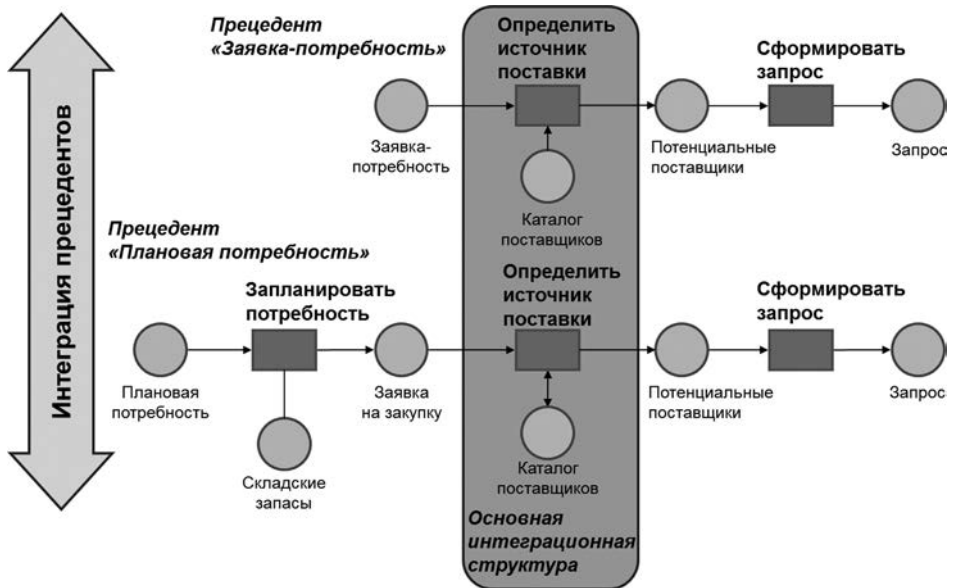 Интеграция прецедентов
Прецедент
«Заявка-потребность»
Определить
источник
поставки
Сформировать
запрос
Заявка-
потребность
Потенциальные
поставщики
Запрос
Каталог
поставщиков
Прецедент
«Плановая потребность»
Запланировать
потребность
Определить
источник
поставки
Сформировать
запрос
Плановая
потребность
Заявка
на закупку
Потенциальные
поставщики
Запрос
Складские
запасы
Каталог
поставщиков
Основная
интеграционная
структура